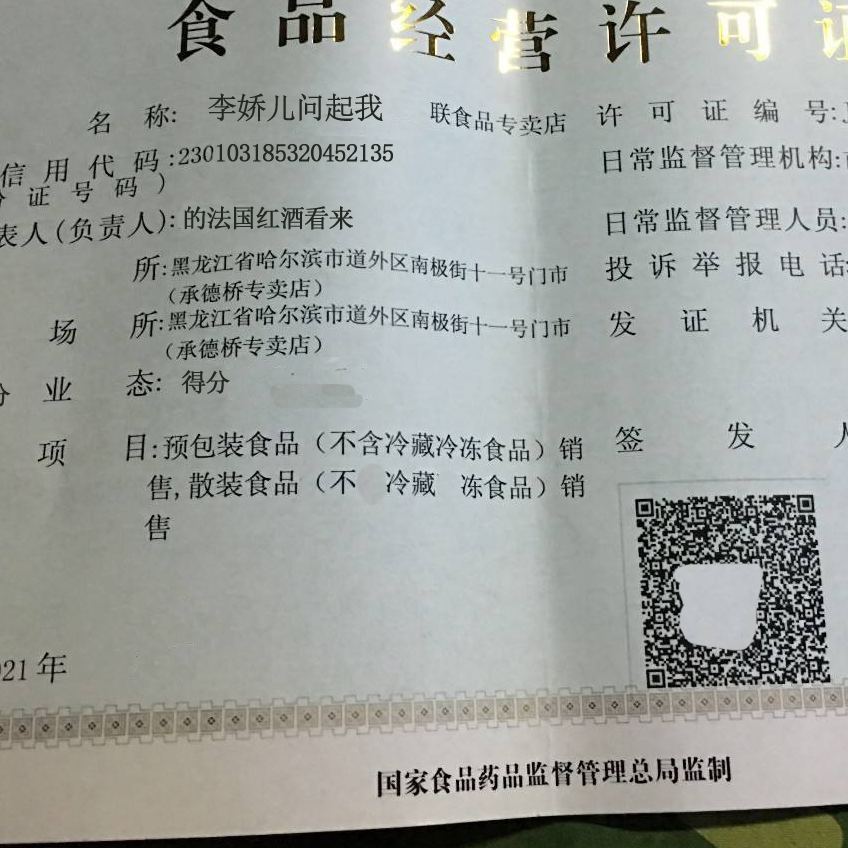 食品经营许可证
名 称: 李娇儿问起我 联食品专卖店
许可证编号:
信用代码:230103185320452135
证号码)
日常监督管理机构:
表人(负责人): 的法国红酒看来
日常监督管理人员:
所:黑龙江省哈尔滨市道外区南极街十一号门市
(承德桥专卖店)
投诉举报电话:
场 所:黑龙江省哈尔滨市道外区南极街十一号门市
(承德桥专卖店)
发证机关
业 态: 得分
项 目:预包装食品(不含冷藏冷冻食品)销
售,散装食品(不 冷藏 冻食品)销
售
签发人
021年
国家食品药品监督管理总局监制